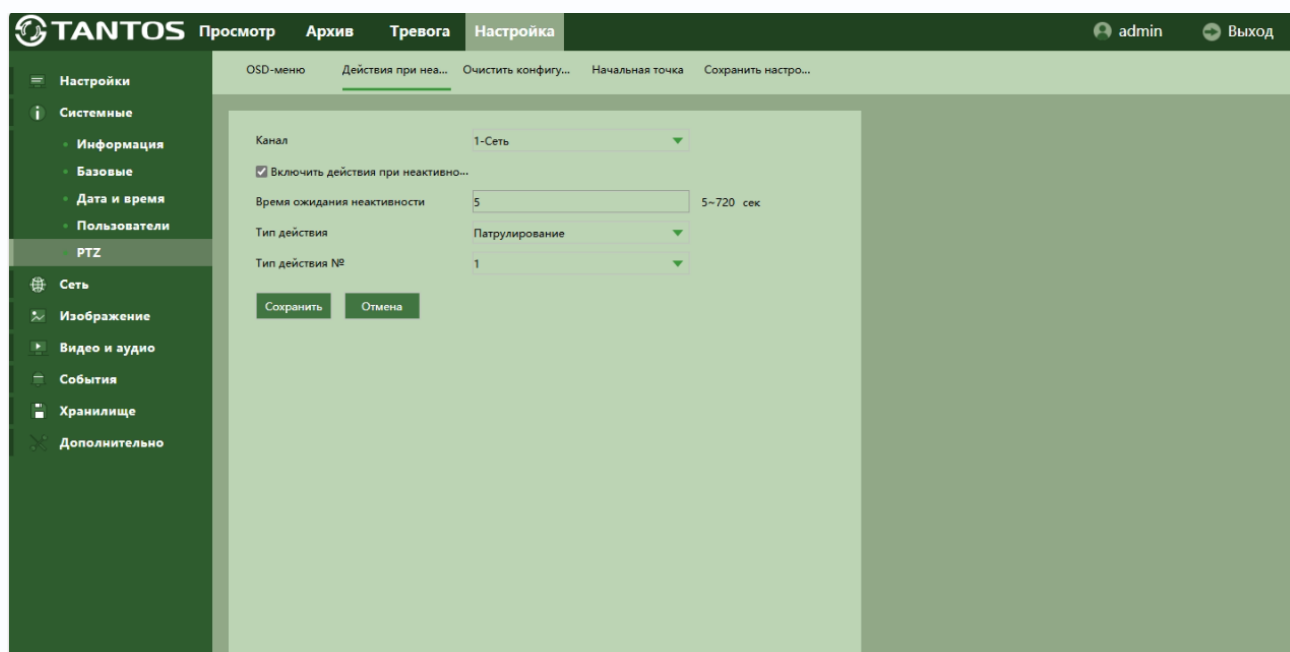 TANTOS Просмотр Архив Тревога Настройка admin Выход
OSD-меню Действия при неа... Очистить конфигу... Начальная точка Сохранить настро...
Настройки
Системные
Информация
Базовые
Дата и время
Пользователи
PTZ
Сеть
Изображение
Видео и аудио
События
Хранилище
Дополнительно
Канал 1-Сеть
Включить действия при неактивно...
Время ожидания неактивности 5 5~720 сек
Тип действия Патрулирование
Тип действия № 1
Сохранить Отмена